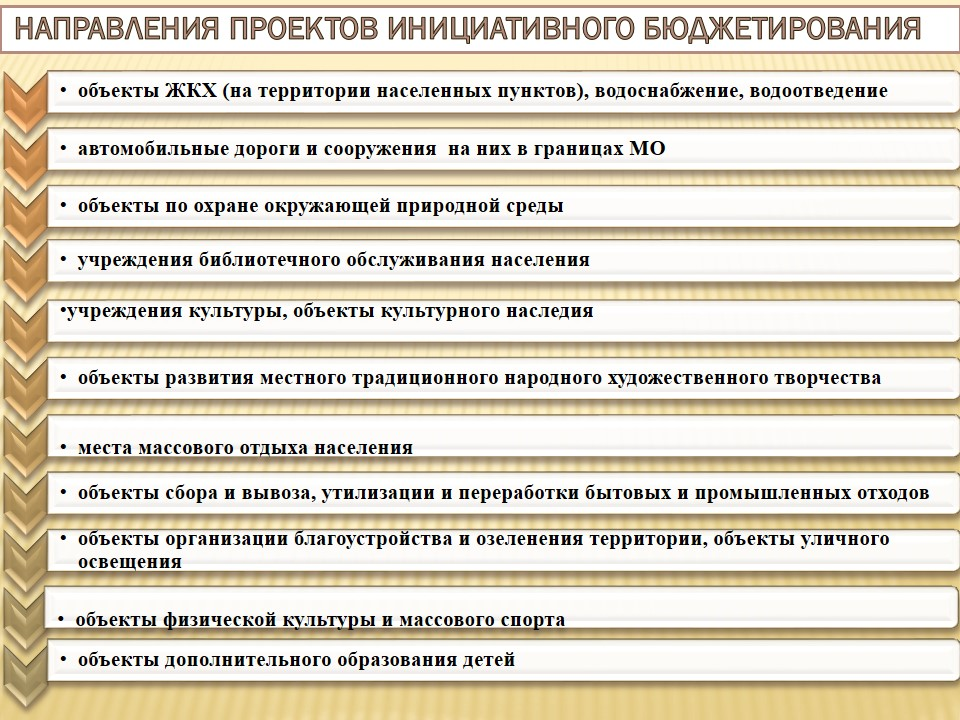 НАПРАВЛЕНИЯ ПРОЕКТОВ ИНИЦИАТИВНОГО БЮДЖЕТИРОВАНИЯ
• объекты ЖКХ (на территории населенных пунктов), водоснабжение, водоотведение
• автомобильные дороги и сооружения на них в границах МО
• объекты по охране окружающей природной среды
• учреждения библиотечного обслуживания населения
•учреждения культуры, объекты культурного наследия
• объекты развития местного традиционного народного художественного творчества
• места массового отдыха населения
• объекты сбора и вывоза, утилизации и переработки бытовых и промышленных отходов
• объекты организации благоустройства и озеленения территории, объекты уличного
освещения
• объекты физической культуры и массового спорта
• объекты дополнительного образования детей